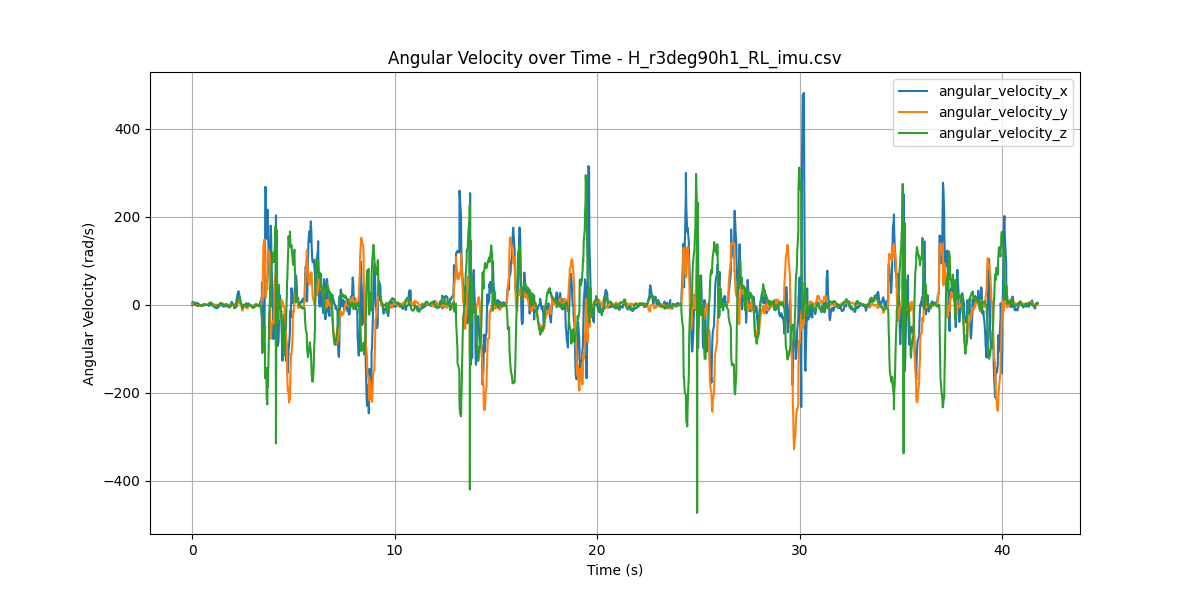 Angular Velocity over Time - H_r3deg90h1_RL_imu.csv
angular_velocity_x
angular_velocity_y
angular_velocity_z
Angular Velocity (rad/s)
400
200
0
−200
−400
0 10 20 30 40
Time (s)